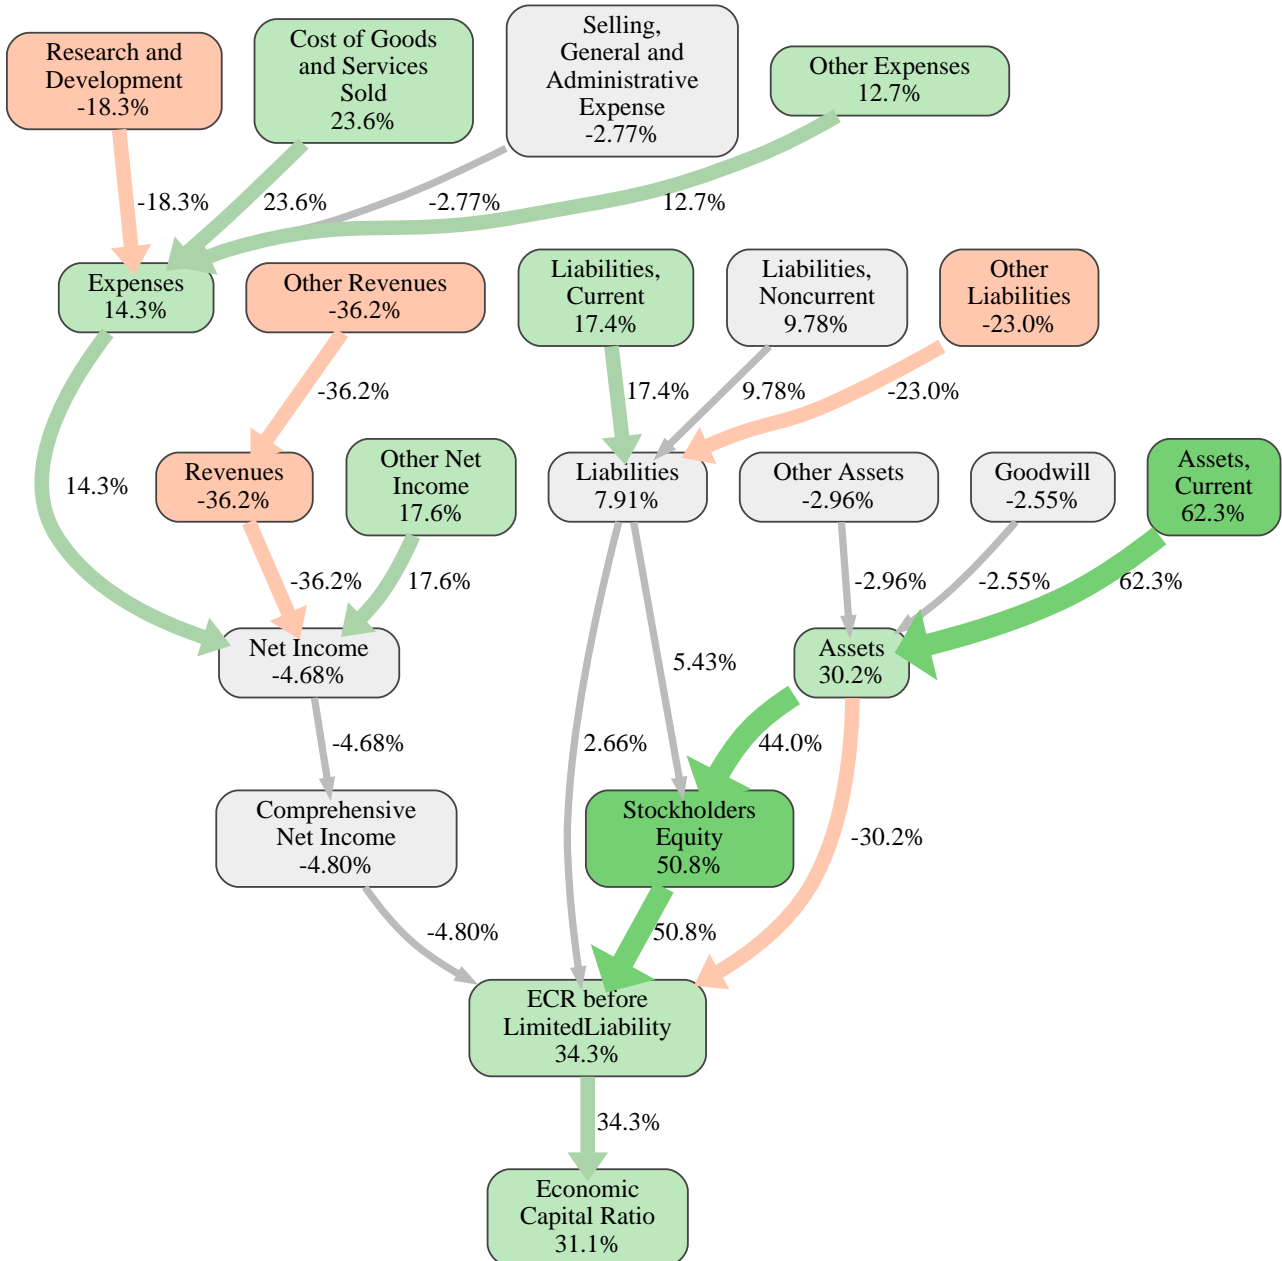 Research and
Development
-18.3%
Cost of Goods
and Services
Sold
23.6%
Selling,
General and
Administrative
Expense
-2.77%
Other Expenses
12.7%
-18.3%
23.6%
-2.77%
12.7%
Expenses
14.3%
Other Revenues
-36.2%
Liabilities,
Current
17.4%
Liabilities,
Noncurrent
9.78%
Other
Liabilities
-23.0%
-36.2%
17.4%
9.78%
-23.0%
14.3%
Revenues
-36.2%
Other Net
Income
17.6%
Liabilities
7.91%
Other Assets
-2.96%
Goodwill
-2.55%
Assets,
Current
62.3%
-36.2%
17.6%
-2.96%
-2.55%
62.3%
Net Income
-4.68%
5.43%
Assets
30.2%
-4.68%
2.66%
44.0%
Comprehensive
Net Income
-4.80%
Stockholders
Equity
50.8%
-30.2%
-4.80%
50.8%
ECR before
LimitedLiability
34.3%
34.3%
Economic
Capital Ratio
31.1%